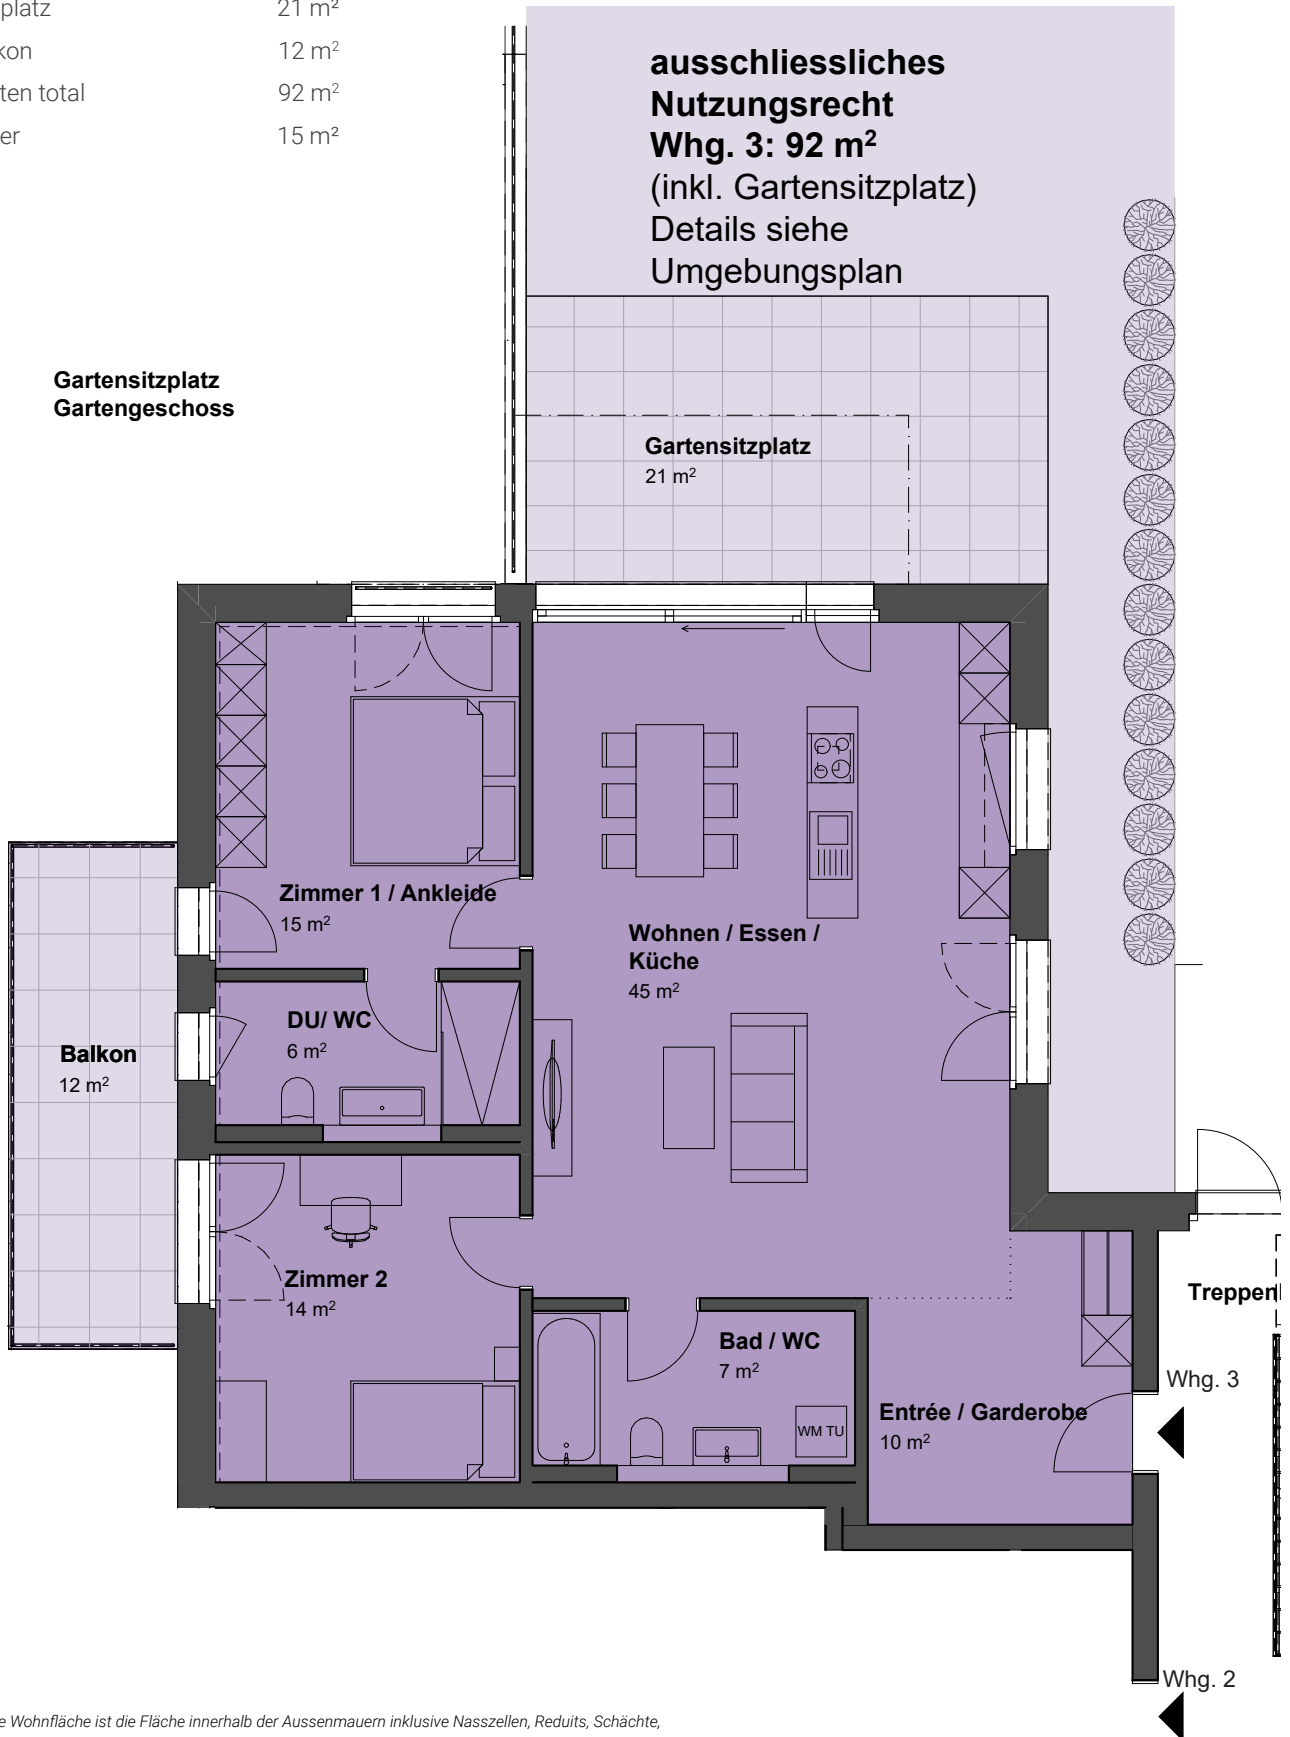 platz 21 m²
kon 12 m²
ten total 92 m²
er 15 m²
ausschliessliches
Nutzungsrecht
Whg. 3: 92 m²
(inkl. Gartensitzplatz)
Details siehe
Umgebungsplan
Gartensitzplatz
Gartengeschoss
Gartensitzplatz
21 m²
Zimmer 1 / Ankleide
15 m²
Wohnen / Essen /
Küche
45 m²
DU/ WC
6 m²
Balkon
12 m²
Zimmer 2
14 m²
Bad / WC
7 m²
WM TU
Entrée / Garderobe
10 m²
Treppen
Whg. 3
Whg. 2
e Wohnfläche ist die Fläche innerhalb der Aussenmauern inklusive Nasszellen, Reduits, Schächte,